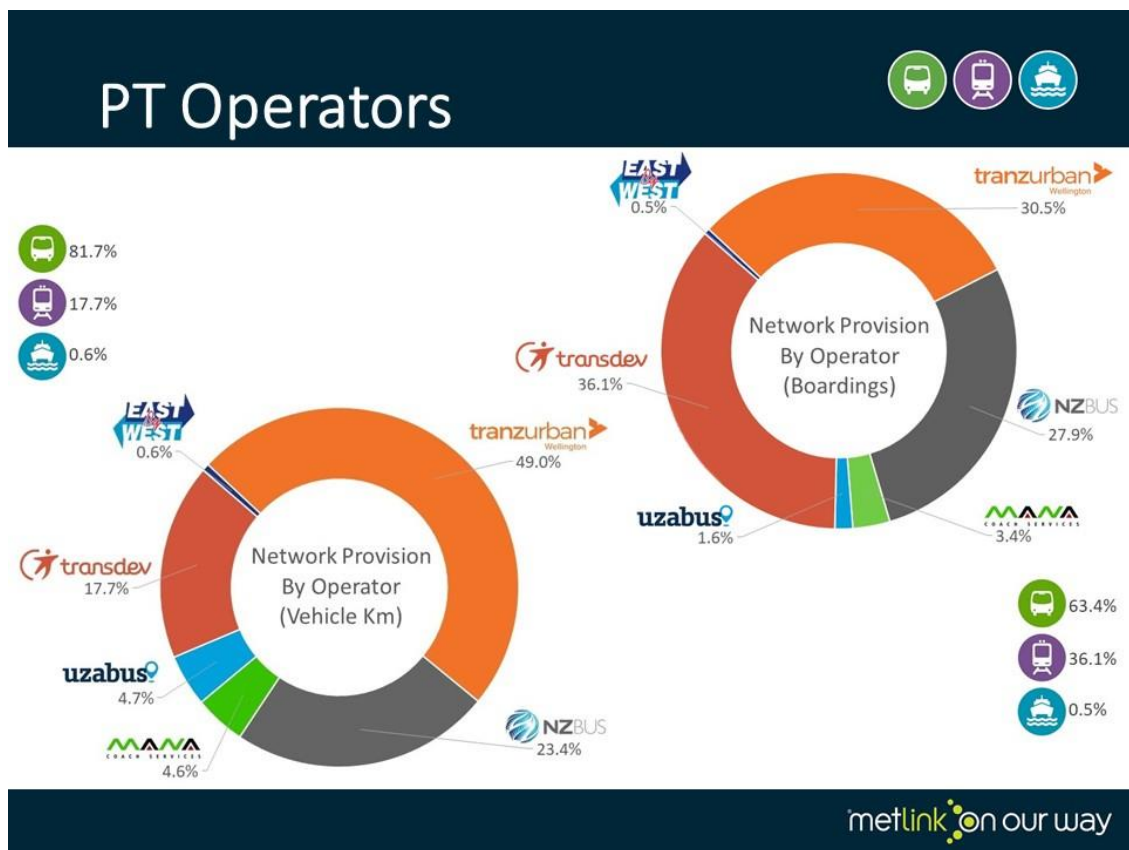 PT Operators
81.7%
17.7%
0.6%
EAST
by
WEST
0.5%
tranzurban
Wellington
30.5%
transdev
36.1%
Network Provision
By Operator
(Boardings)
NZBUS
27.9%
uzabus
1.6%
MANA
COACH SERVICES
3.4%
EAST
by
WEST
0.6%
tranzurban
Wellington
49.0%
transdev
17.7%
Network Provision
By Operator
(Vehicle Km)
uzabus
4.7%
MANA
COACH SERVICES
4.6%
NZBUS
23.4%
63.4%
36.1%
0.5%
metlink on our way